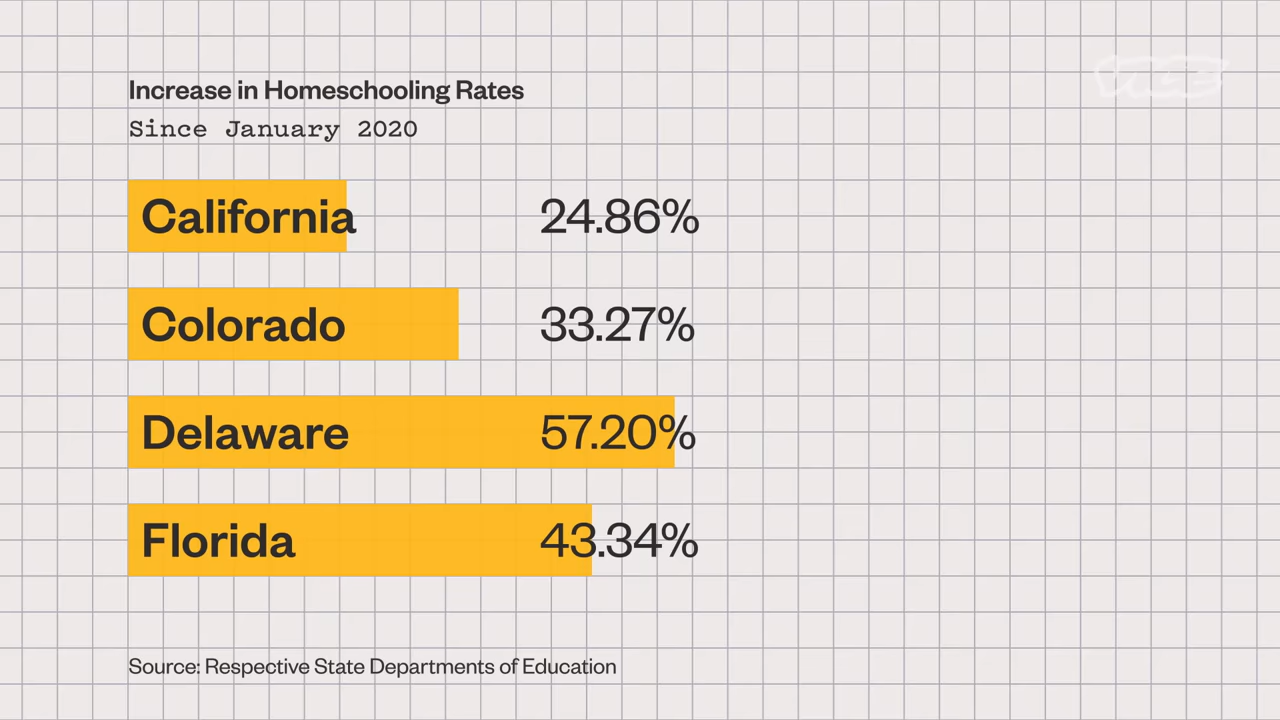 VICE
Increase in Homeschooling Rates
Since January 2020
California 24.86%
Colorado 33.27%
Delaware 57.20%
Florida 43.34%
Source: Respective State Departments of Education